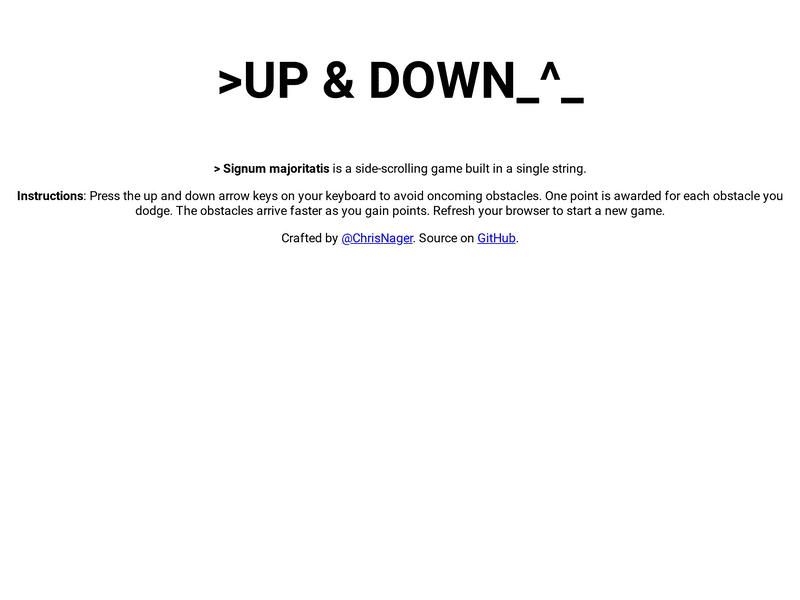 >UP & DOWN_^_
> Signum majoritatis is a side-scrolling game built in a single string.
Instructions: Press the up and down arrow keys on your keyboard to avoid oncoming obstacles. One point is awarded for each obstacle you
dodge. The obstacles arrive faster as you gain points. Refresh your browser to start a new game.
Crafted by @ChrisNager. Source on GitHub.